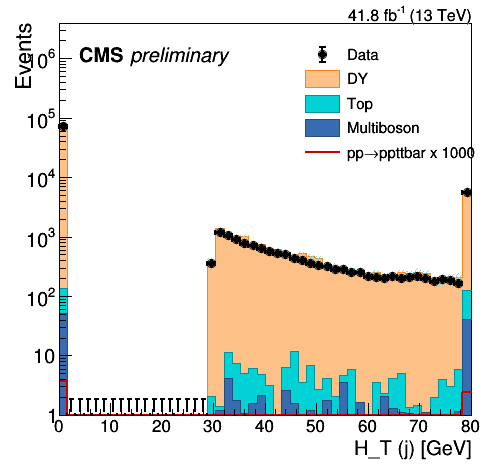 41.8 fb⁻¹ (13 TeV)
Events
CMS preliminary
Data
DY
Top
Multiboson
pp→ppttbar x 1000
10⁶
10⁵
10⁴
10³
10²
10
1
0 10 20 30 40 50 60 70 80
H_T (j) [GeV]